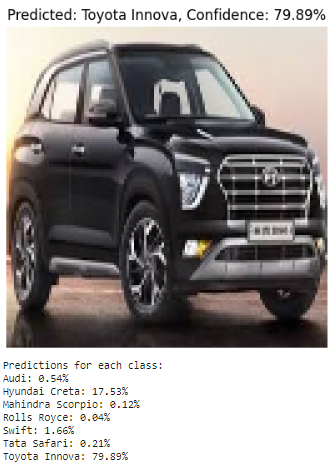 Predicted: Toyota Innova, Confidence: 79.89%
Predictions for each class:
Audi: 0.54%
Hyundai Creta: 17.53%
Mahindra Scorpio: 0.12%
Rolls Royce: 0.04%
Swift: 1.66%
Tata Safari: 0.21%
Toyota Innova: 79.89%